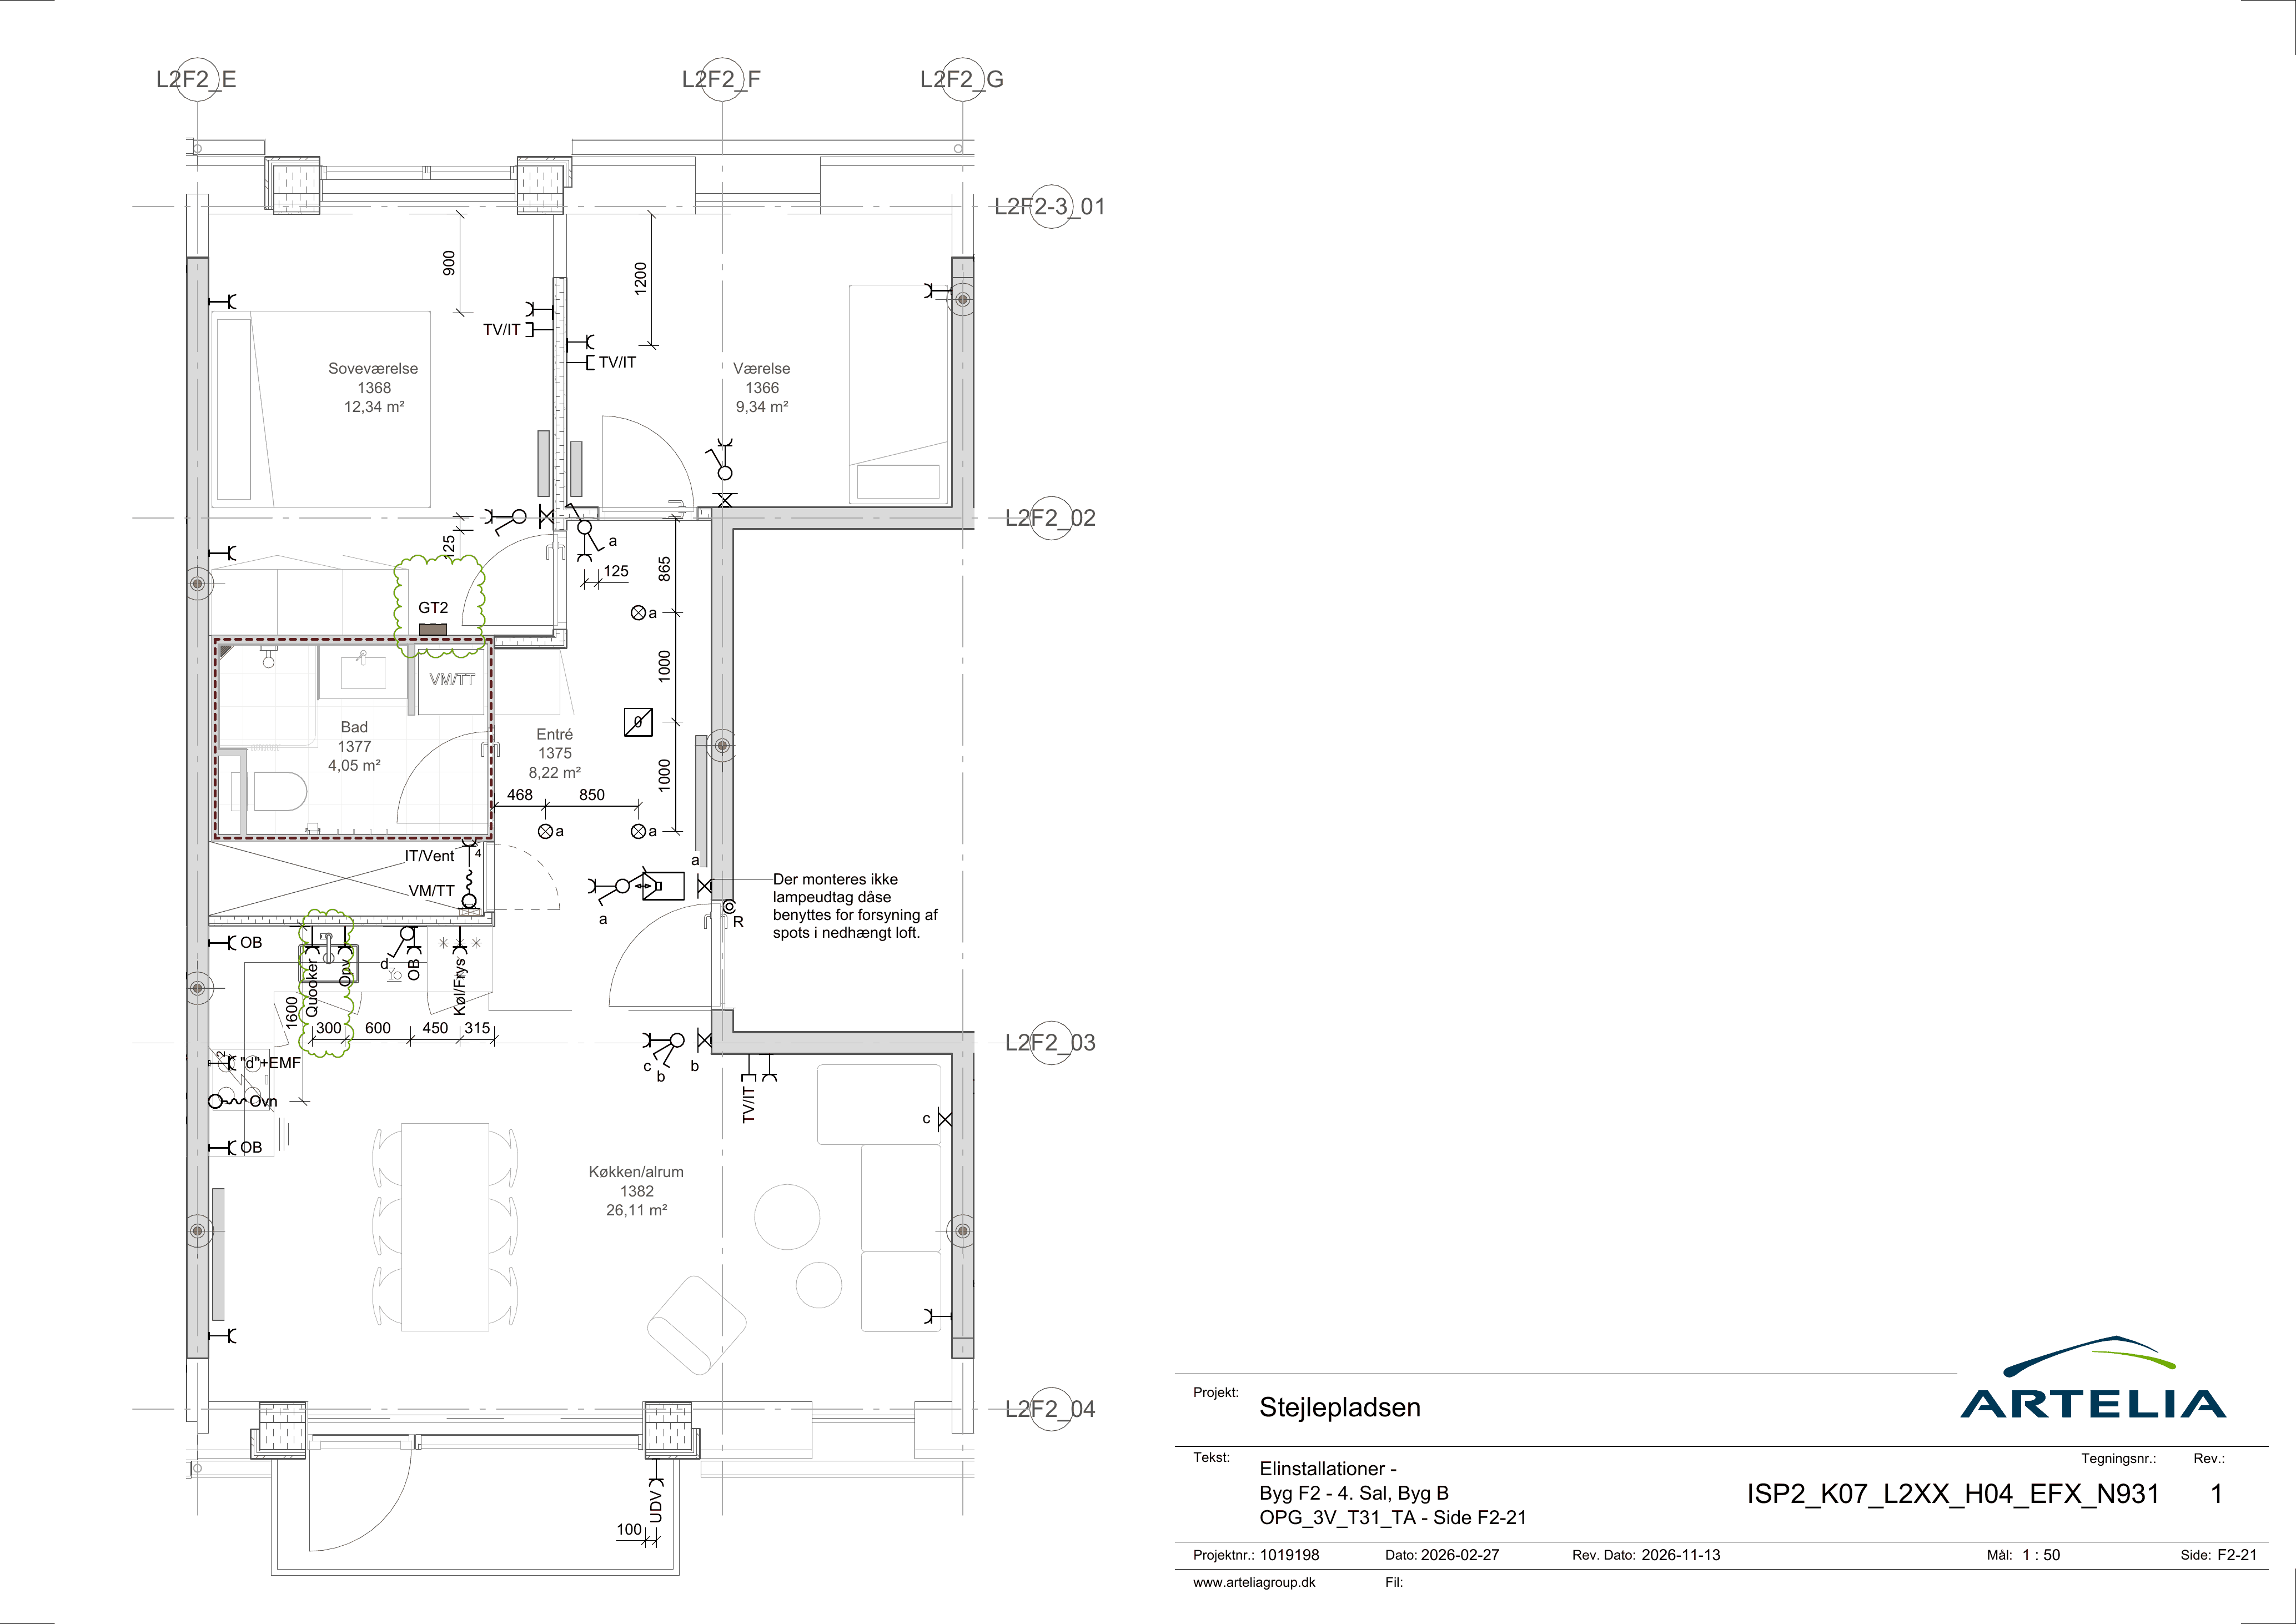 L2F2_E
L2F2_F
L2F2_G
L2F2-3_01
900
1200
TV/IT
TV/IT
Soveværelse
1368
12,34 m²
Værelse
1366
9,34 m²
L2F2_02
125
a
125
865
GT2
a
1000
VM/TT
Bad
1377
4,05 m²
Entré
1375
8,22 m²
0
1000
468
850
a
a
IT/Vent
4
VM/TT
a
a
Der monteres ikke
lampeudtag dåse
benyttes for forsyning af
spots i nedhængt loft.
R
OB
Quooker
Opv
d
OB
Køl/Frys
1600
300
600
450
315
L2F2_03
2
"d"+EMF
c
b
b
Ovn
TV/IT
c
OB
Køkken/alrum
1382
26,11 m²
L2F2_04
UDV
100
ARTELIA
Projekt:
Stejlepladsen
Tekst:
Elinstallationer -
Byg F2 - 4. Sal, Byg B
OPG_3V_T31_TA - Side F2-21
Tegningsnr.:
Rev.:
ISP2_K07_L2XX_H04_EFX_N931
1
Projektnr.: 1019198
Dato: 2026-02-27
Rev. Dato: 2026-11-13
Mål: 1 : 50
Side: F2-21
www.arteliagroup.dk
Fil: